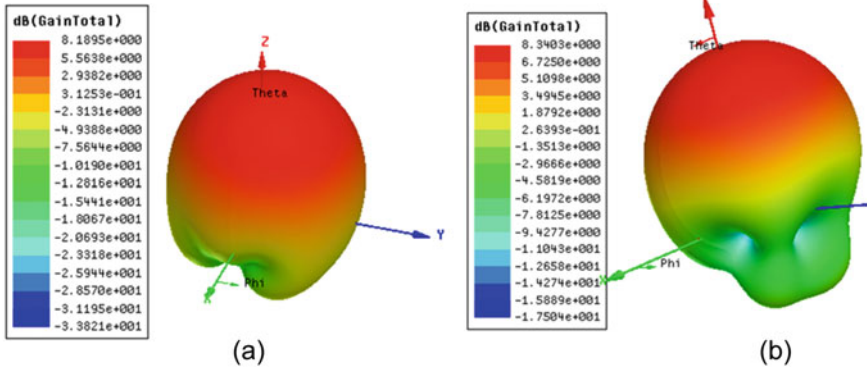 dB(GainTotal)
8.1895e+000
5.5638e+000
2.9382e+000
3.1253e-001
-2.3131e+000
-4.9388e+000
-7.5644e+000
-1.0190e+001
-1.2816e+001
-1.5441e+001
-1.8067e+001
-2.0693e+001
-2.3318e+001
-2.5944e+001
-2.8570e+001
-3.1195e+001
-3.3821e+001
Z
Theta
Y
X
Phi
(a)
dB(GainTotal)
8.3403e+000
6.7250e+000
5.1098e+000
3.4945e+000
1.8792e+000
2.6393e-001
-1.3513e+000
-2.9666e+000
-4.5819e+000
-6.1972e+000
-7.8125e+000
-9.4277e+000
-1.1043e+001
-1.2658e+001
-1.4274e+001
-1.5889e+001
-1.7504e+001
Theta
X
Phi
(b)